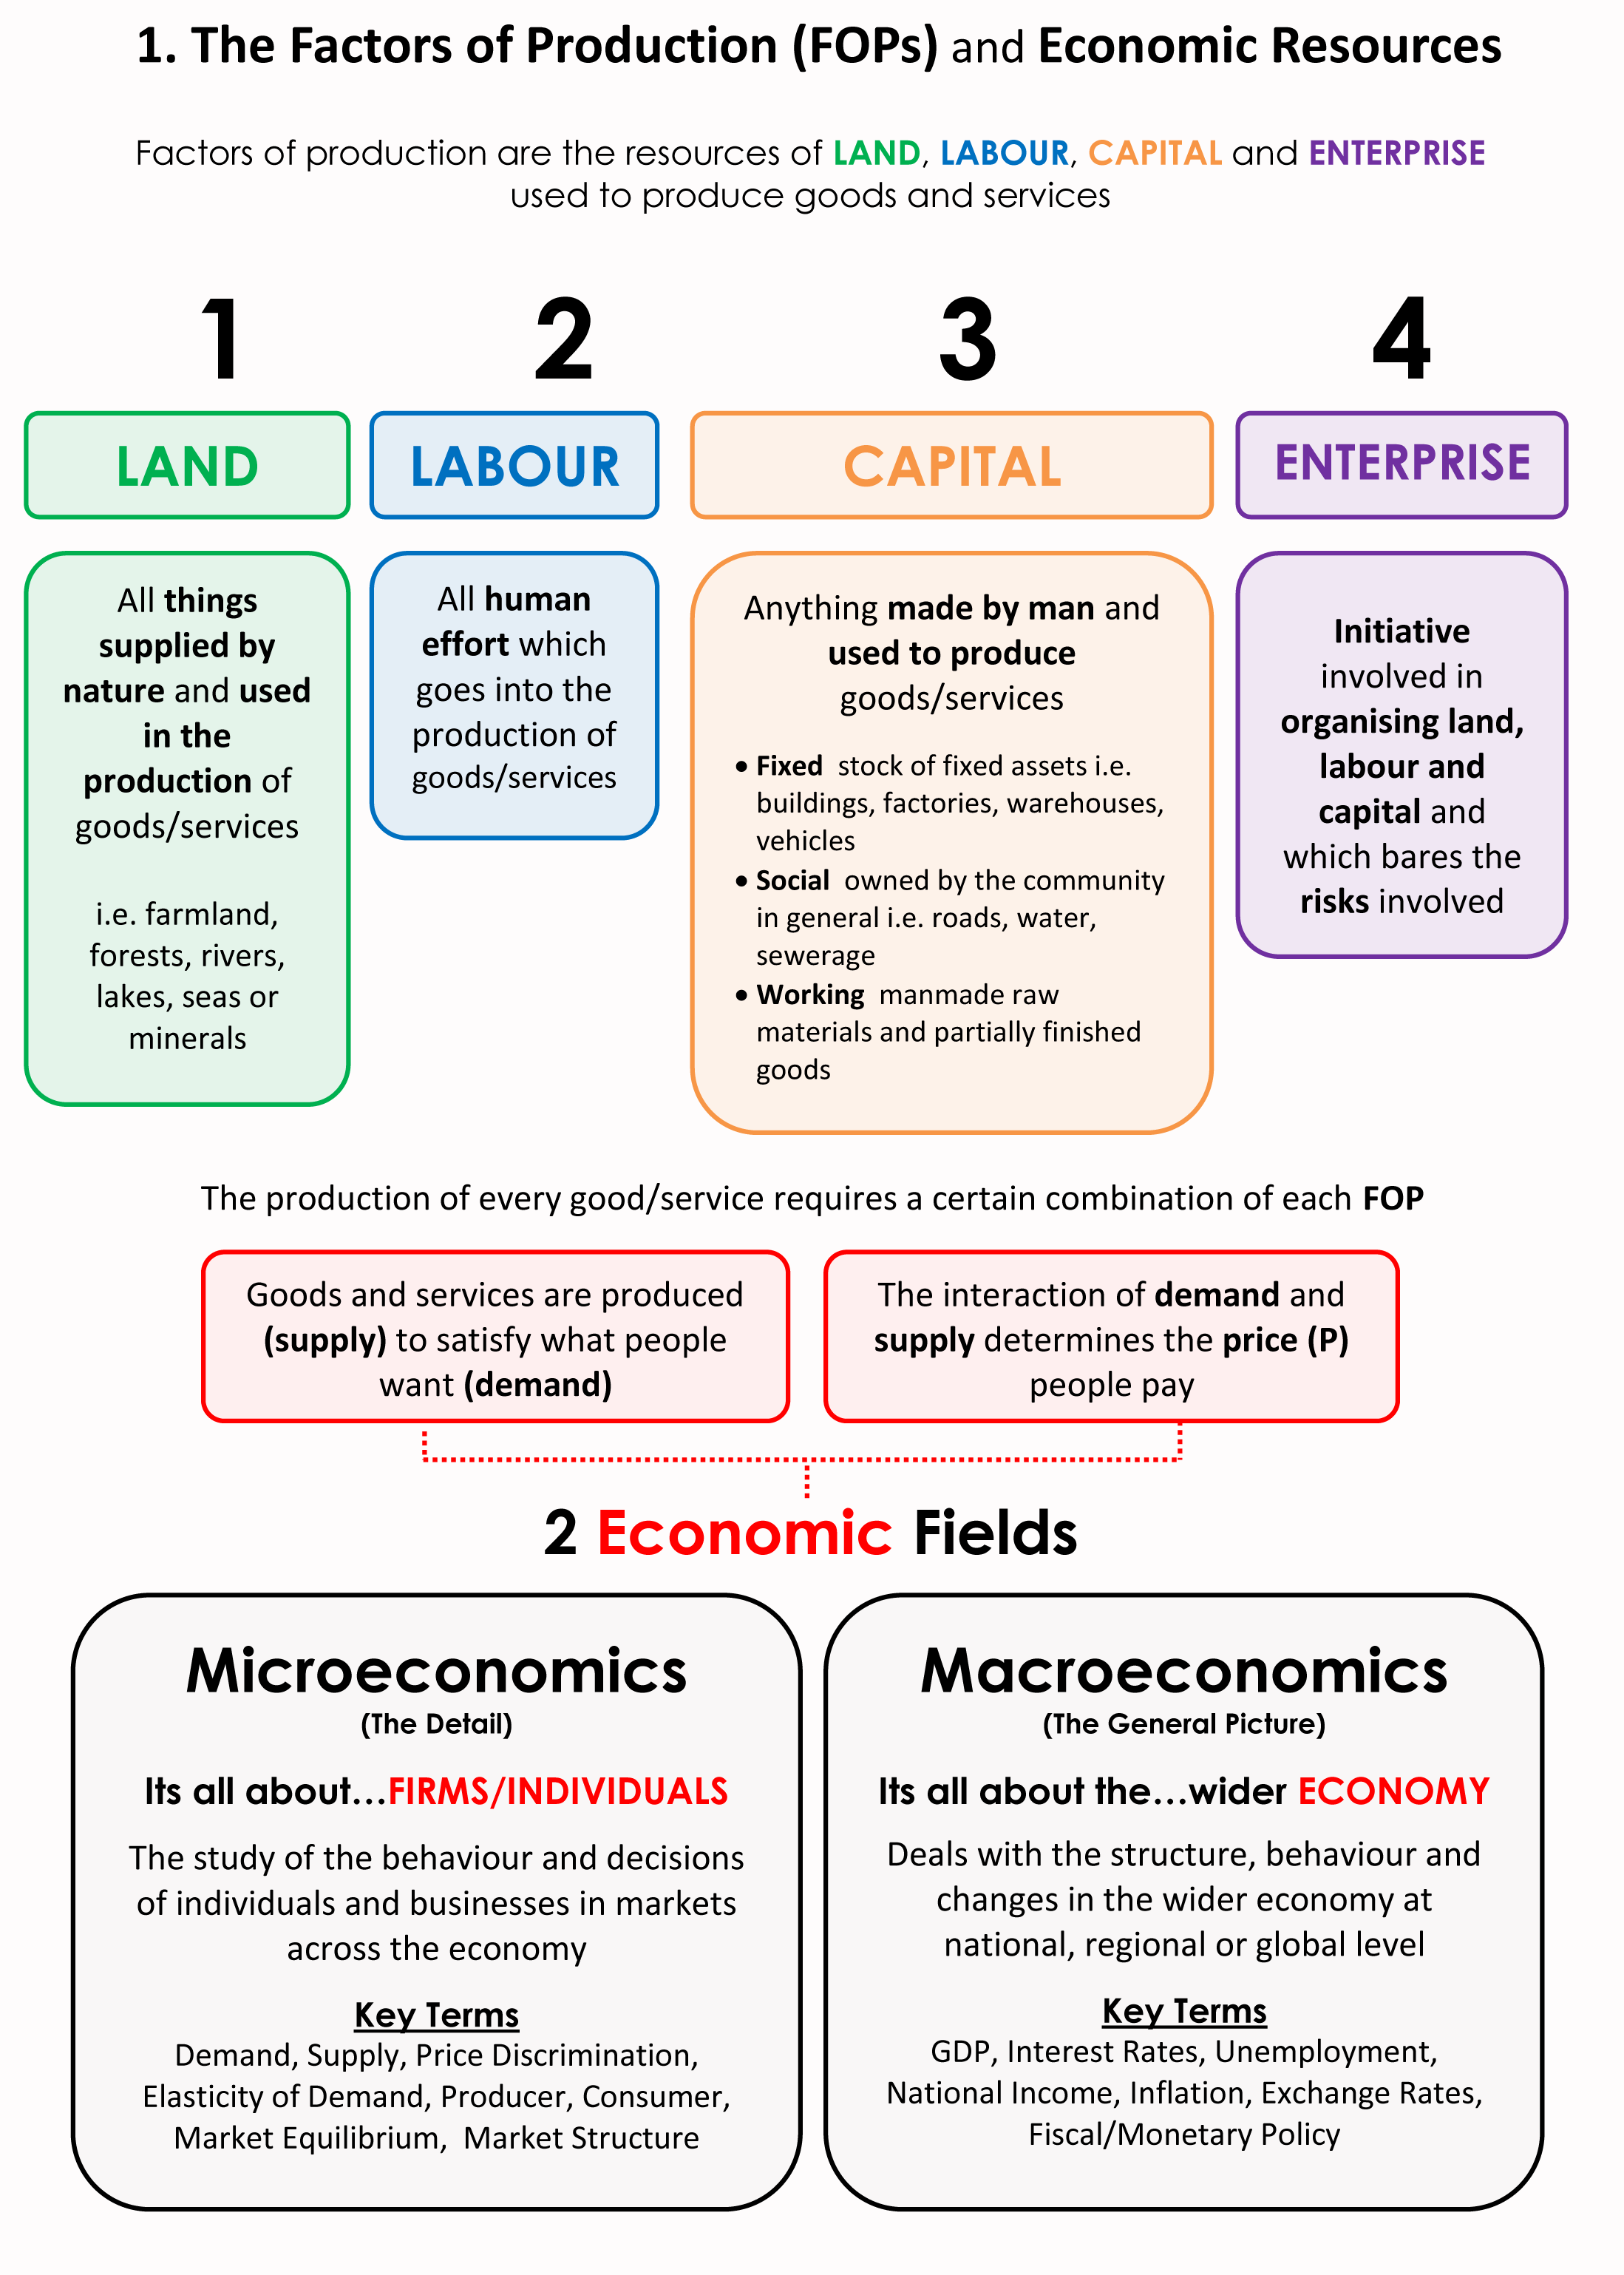 1. The Factors of Production (FOPs) and Economic Resources
Factors of production are the resources of LAND, LABOUR, CAPITAL and ENTERPRISE
used to produce goods and services
1
2
3
4
LAND
LABOUR
CAPITAL
ENTERPRISE
All things
supplied by
nature and used
in the
production of
goods/services
i.e. farmland,
forests, rivers,
lakes, seas or
minerals
All human
effort which
goes into the
production of
goods/services
Anything made by man and
used to produce
goods/services
• Fixed stock of fixed assets i.e.
buildings, factories, warehouses,
vehicles
• Social owned by the community
in general i.e. roads, water,
sewerage
• Working manmade raw
materials and partially finished
goods
Initiative
involved in
organising land,
labour and
capital and
which bares the
risks involved
The production of every good/service requires a certain combination of each FOP
Goods and services are produced
(supply) to satisfy what people
want (demand)
The interaction of demand and
supply determines the price (P)
people pay
2 Economic Fields
Microeconomics
(The Detail)
Its all about...FIRMS/INDIVIDUALS
The study of the behaviour and decisions
of individuals and businesses in markets
across the economy
Key Terms
Demand, Supply, Price Discrimination,
Elasticity of Demand, Producer, Consumer,
Market Equilibrium, Market Structure
Macroeconomics
(The General Picture)
Its all about the...wider ECONOMY
Deals with the structure, behaviour and
changes in the wider economy at
national, regional or global level
Key Terms
GDP, Interest Rates, Unemployment,
National Income, Inflation, Exchange Rates,
Fiscal/Monetary Policy